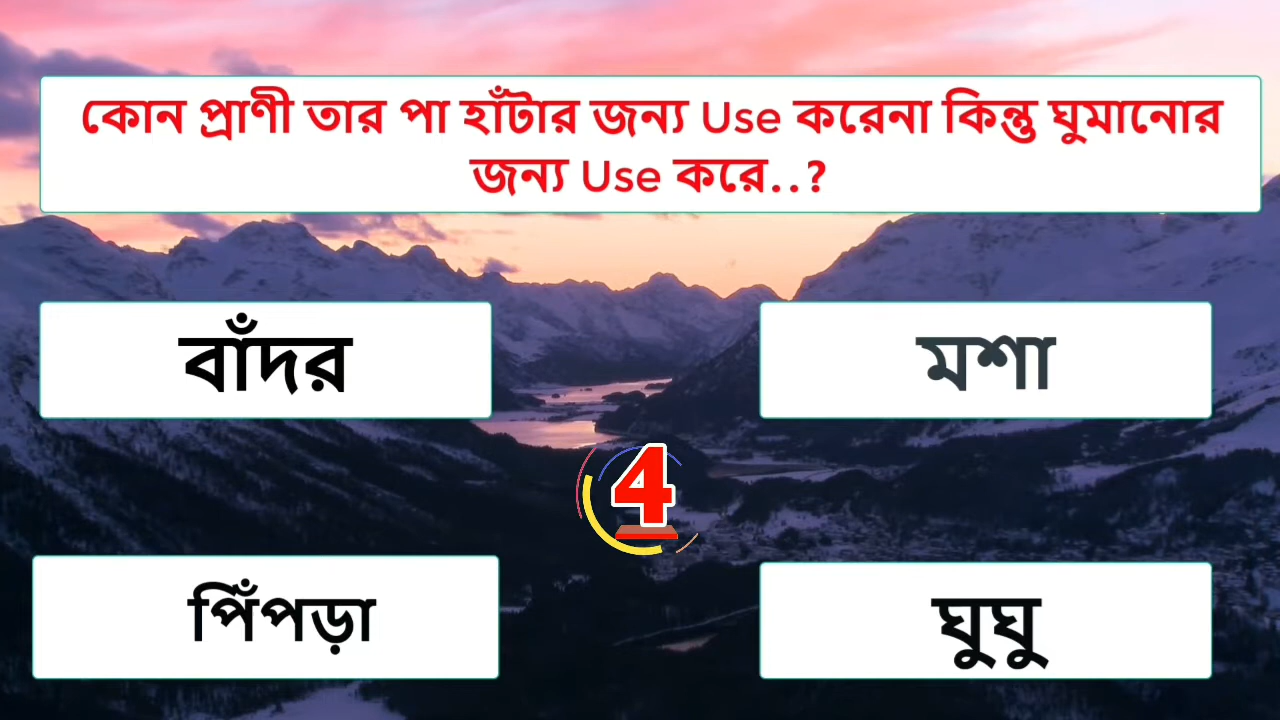 কোন প্রাণী তার পা হাঁটার জন্য Use করেনা কিন্তু ঘুমানোর
জন্য Use করে..?
বাঁদর
মশা
4
পিঁপড়া
ঘুঘু